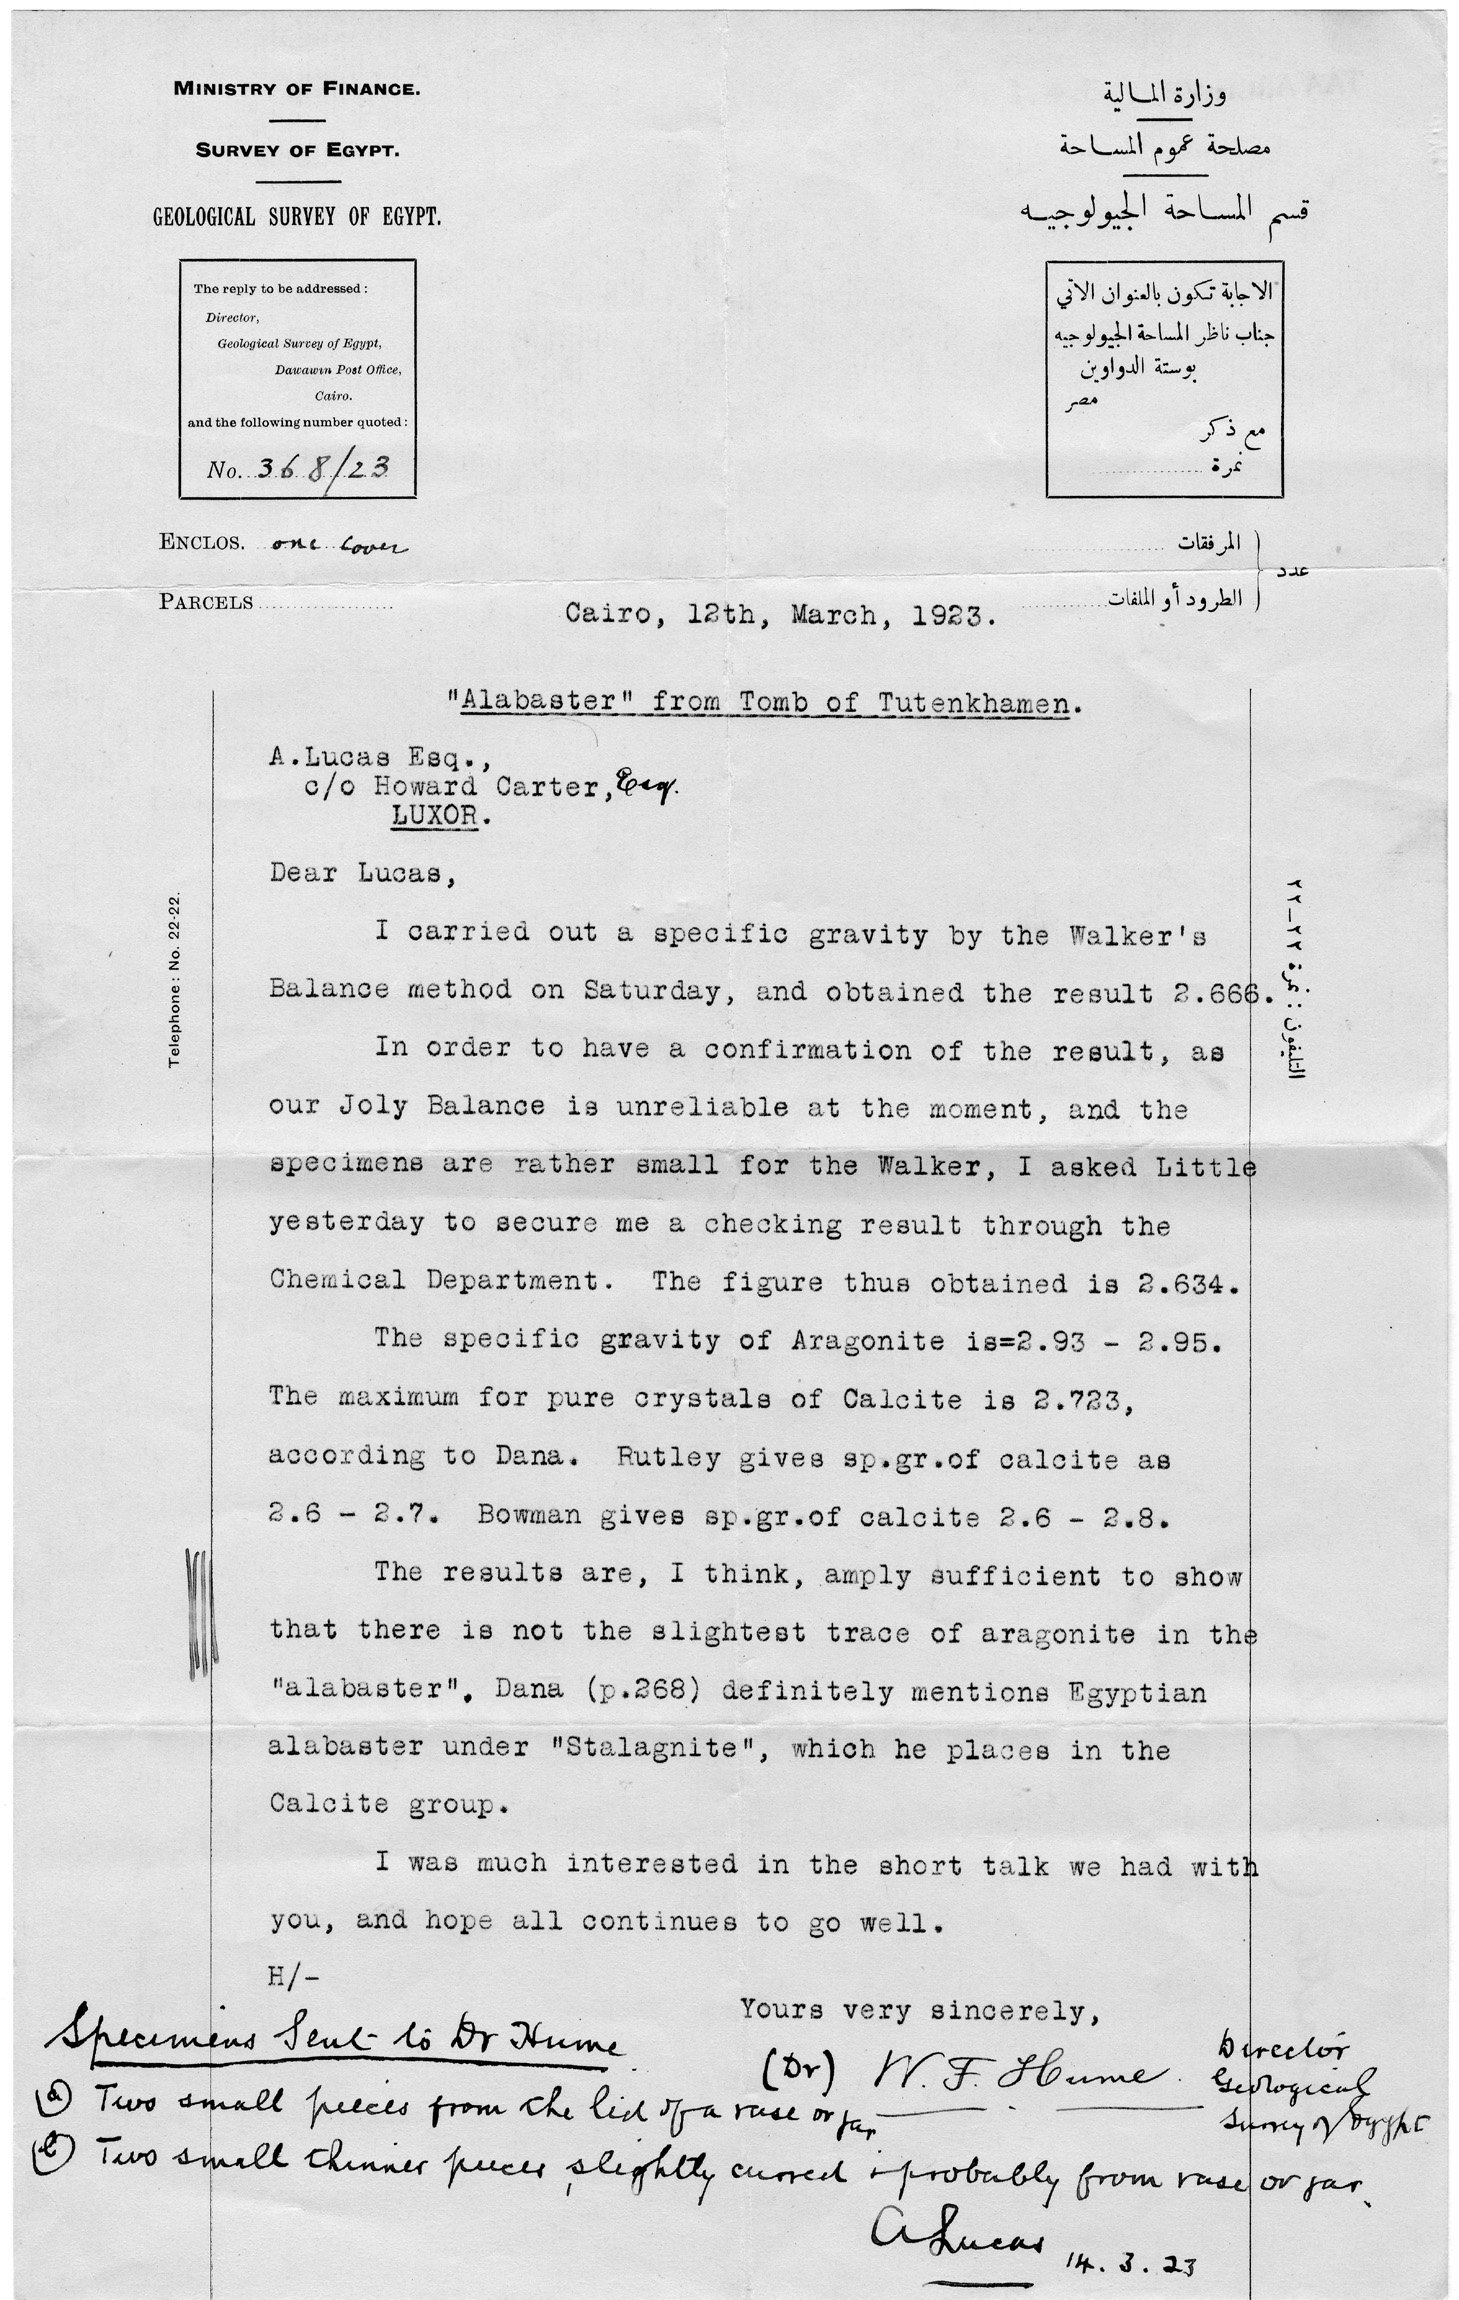 MINISTRY OF FINANCE.
SURVEY OF EGYPT.
GEOLOGICAL SURVEY OF EGYPT.
The reply to be addressed:
Director,
Geological Survey of Egypt,
Dawawin Post Office,
Cairo.
and the following number quoted:
No. 368/23
ENCLOS. one cover
PARCELS
وزارة المالية
مصلحة عموم المساحة
قسم المساحة الجيولوجيه
الاجابة تكون بالعنوان الآتي
جناب ناظر المساحة الجيولوجيه
بوستة الدواوين
مصر
مع ذكر
نمرة
المرفقات
عدد
الطرود أو الملفات
Cairo, 12th, March, 1923.
"Alabaster" from Tomb of Tutenkhamen.
A.Lucas Esq.,
c/o Howard Carter, Esq.
LUXOR.
Dear Lucas,
I carried out a specific gravity by the Walker's
Balance method on Saturday, and obtained the result 2.666.
In order to have a confirmation of the result, as
our Joly Balance is unreliable at the moment, and the
specimens are rather small for the Walker, I asked Little
yesterday to secure me a checking result through the
Chemical Department. The figure thus obtained is 2.634.
The specific gravity of Aragonite is=2.93 - 2.95.
The maximum for pure crystals of Calcite is 2.723,
according to Dana. Rutley gives sp.gr.of calcite as
2.6 - 2.7. Bowman gives sp.gr.of calcite 2.6 - 2.8.
The results are, I think, amply sufficient to show
that there is not the slightest trace of aragonite in the
"alabaster". Dana (p.268) definitely mentions Egyptian
alabaster under "Stalagnite", which he places in the
Calcite group.
I was much interested in the short talk we had with
you, and hope all continues to go well.
H/-
Yours very sincerely,
(Dr) W. F. Hume.
Director
Geological
Survey of Egypt
Telephone: No. 22-22.
التليفون : نمرة ٢٢-٢٢
Specimens sent to Dr Hume
(a) Two small pieces from the lid of a vase or jar
(b) Two small thinner pieces, slightly curved & probably from vase or jar.
A Lucas
14.3.23